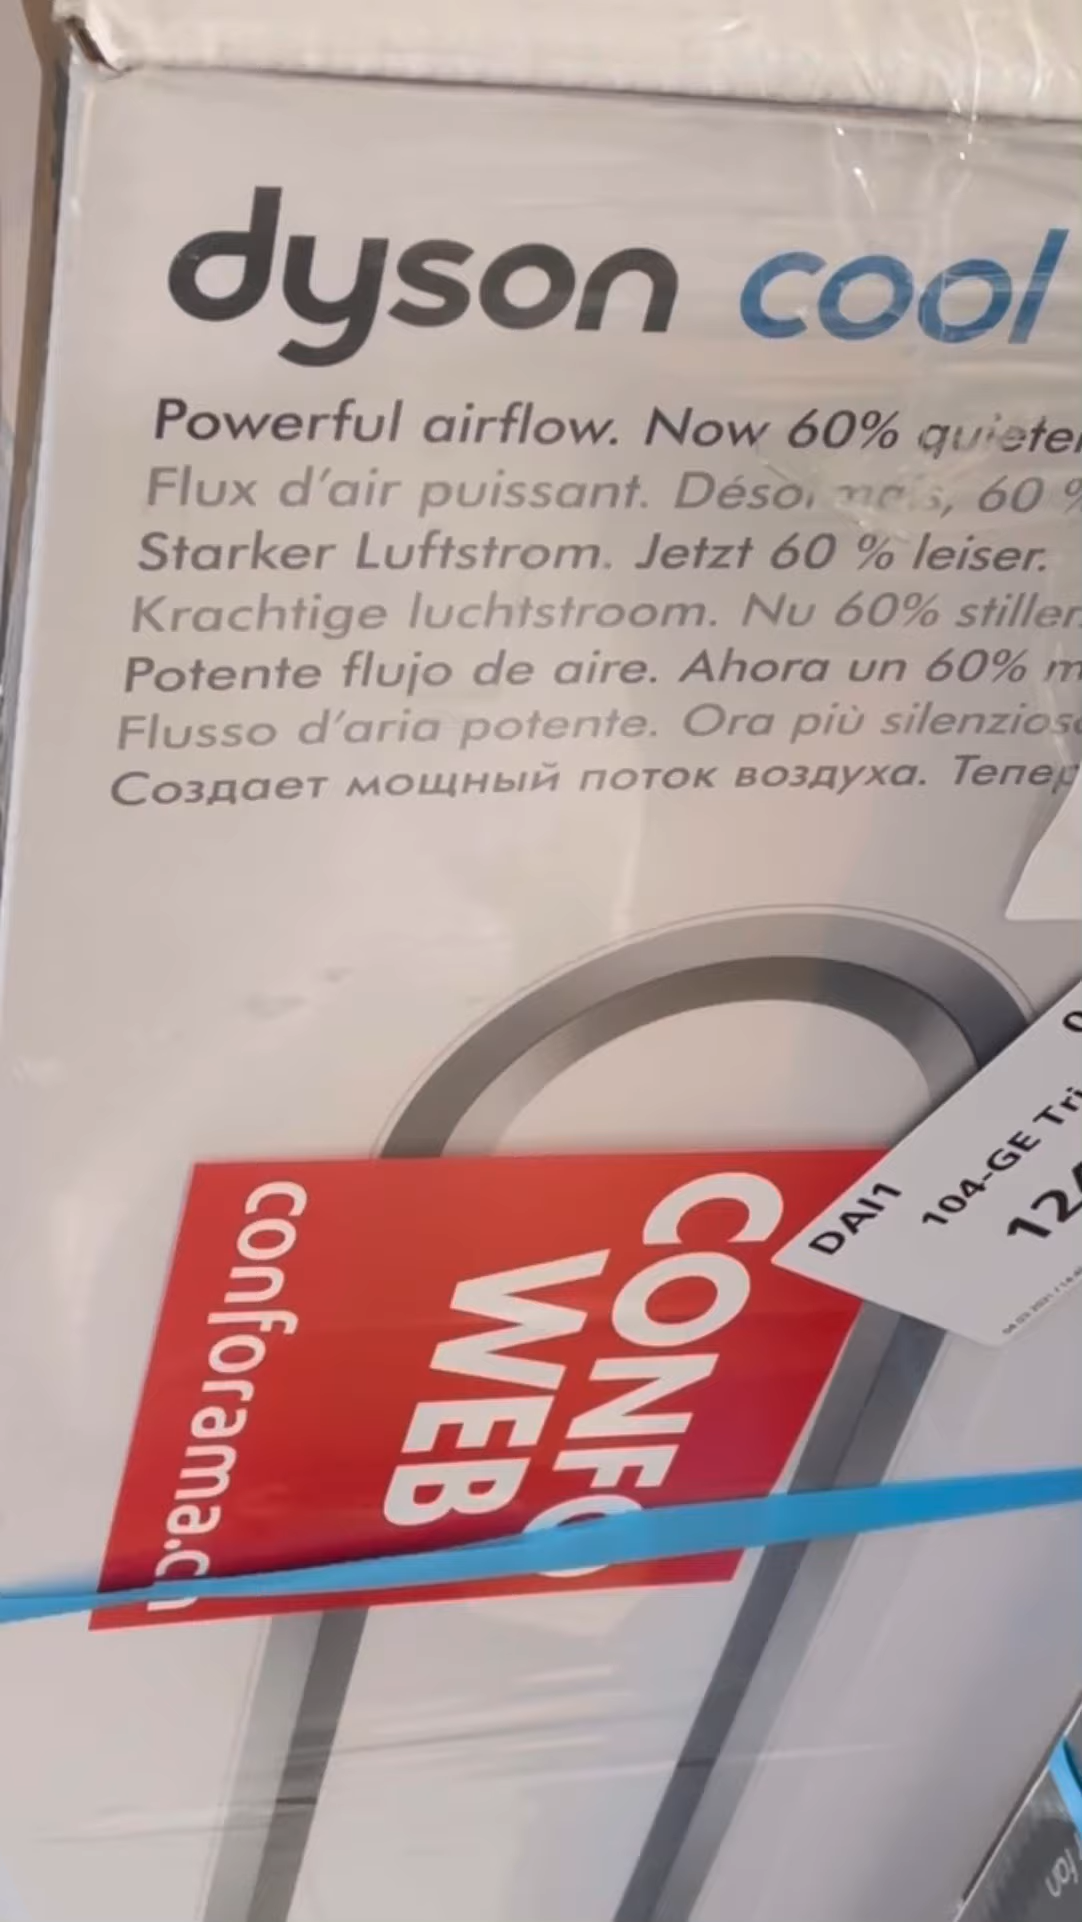 dyson cool
Powerful airflow. Now 60% quieter
Flux d'air puissant. Désormais, 60 %
Starker Luftstrom. Jetzt 60 % leiser.
Krachtige luchtstroom. Nu 60% stiller.
Potente flujo de aire. Ahora un 60% m
Flusso d'aria potente. Ora più silenzioso
Создает мощный поток воздуха. Тепер
CONFO
WEB
conforama.c
DAI1
104-GE Tri
124
fan